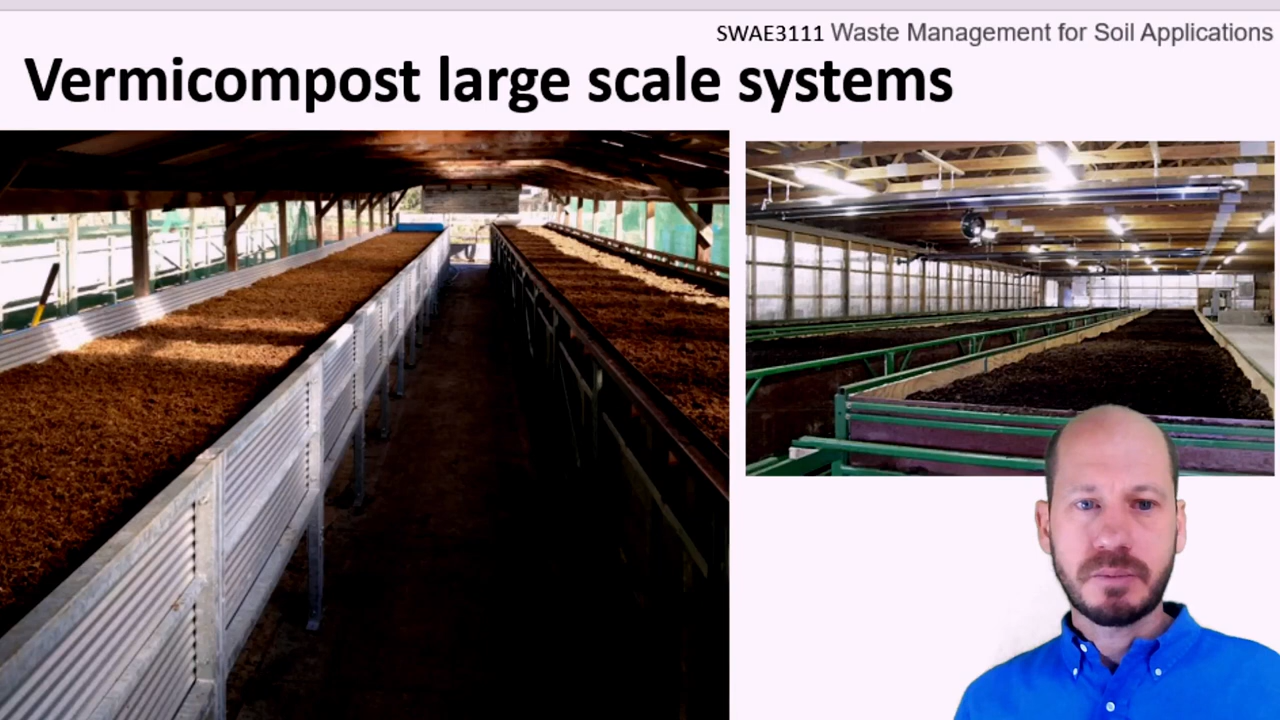 SWAE3111 Waste Management for Soil Applications
Vermicompost large scale systems